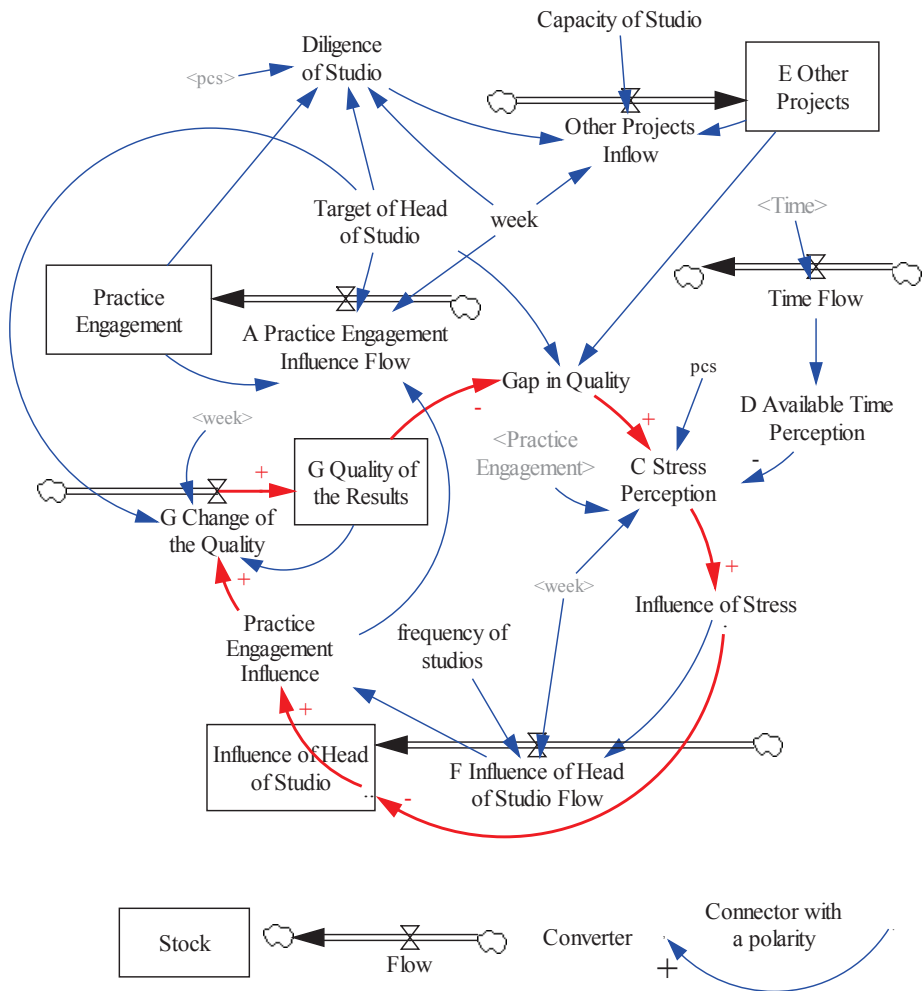 Capacity of Studio
Diligence
of Studio
<pcs>
E Other
Projects
Other Projects
Inflow
Target of Head
of Studio
week
<Time>
Practice
Engagement
Time Flow
A Practice Engagement
Influence Flow
Gap in Quality
pcs
-
+
D Available Time
Perception
<week>
<Practice
Engagement>
-
G Quality of
the Results
+
C Stress
Perception
G Change of
the Quality
+
+
<week>
Influence of Stress
Practice
Engagement
Influence
frequency of
studios
+
Influence of Head
of Studio
F Influence of Head
of Studio Flow
-
Stock
Flow
Converter
+
Connector with
a polarity